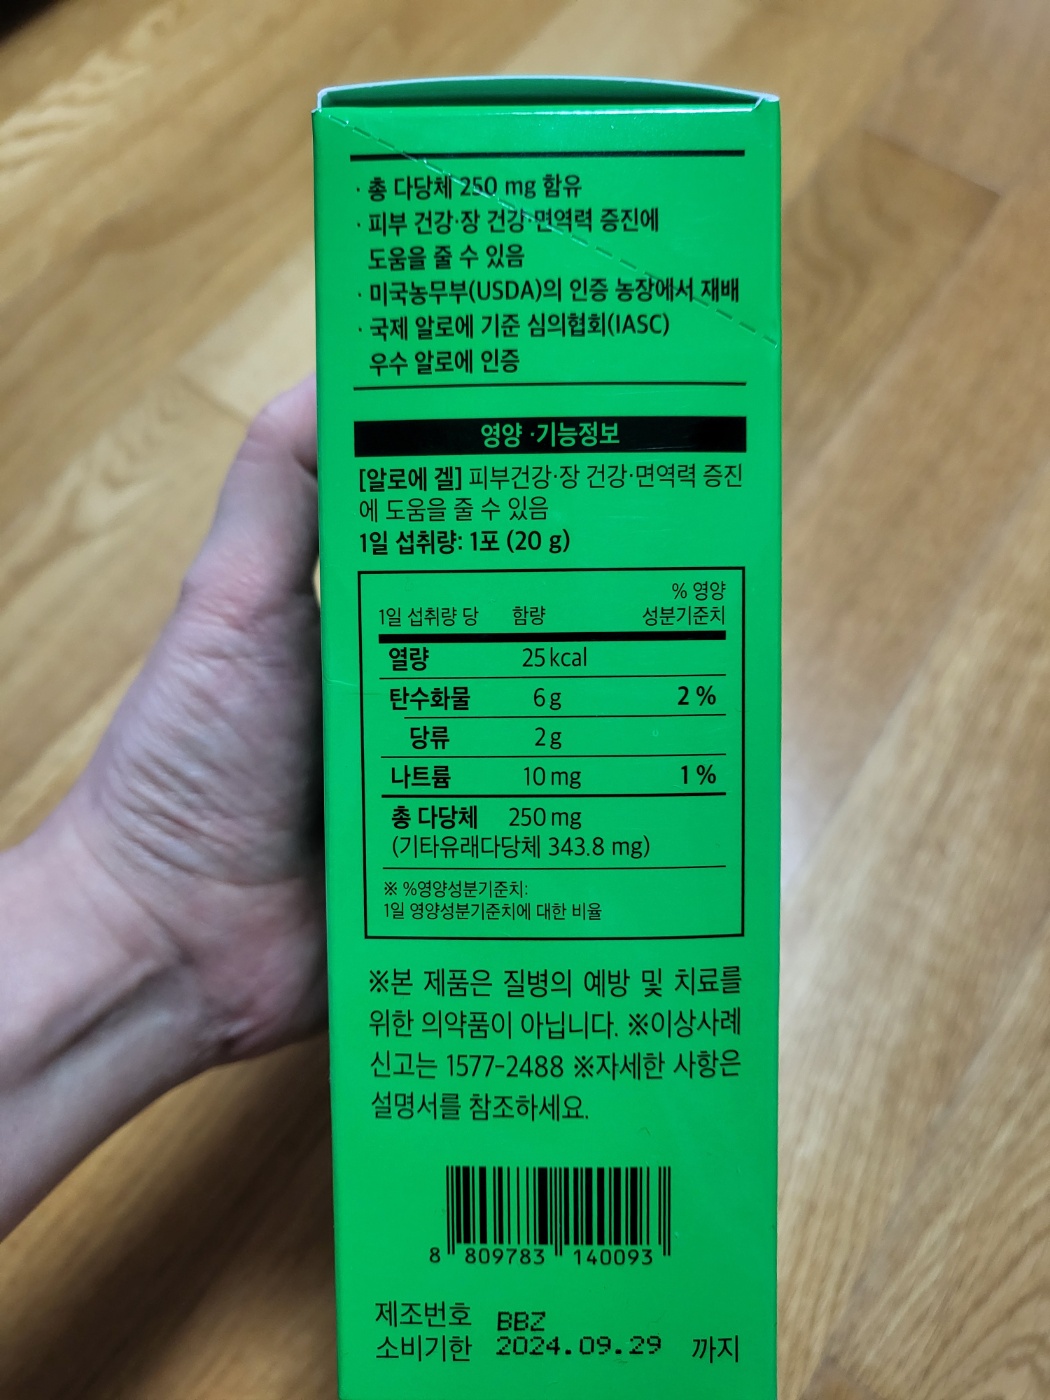 · 총 다당체 250 mg 함유
· 피부 건강·장 건강·면역력 증진에
도움을 줄 수 있음
· 미국농무부(USDA)의 인증 농장에서 재배
· 국제 알로에 기준 심의협회(IASC)
우수 알로에 인증
영양 ·기능정보
[알로에 겔] 피부건강·장 건강·면역력 증진
에 도움을 줄 수 있음
1일 섭취량: 1포 (20 g)
% 영양
1일 섭취량 당 함량 성분기준치
열량 25 kcal
탄수화물 6 g 2 %
당류 2 g
나트륨 10 mg 1 %
총 다당체 250 mg
(기타유래다당체 343.8 mg)
※ %영양성분기준치:
1일 영양성분기준치에 대한 비율
※본 제품은 질병의 예방 및 치료를
위한 의약품이 아닙니다. ※이상사례
신고는 1577-2488 ※자세한 사항은
설명서를 참조하세요.
8 809783 140093
제조번호 BBZ
소비기한 2024.09.29 까지